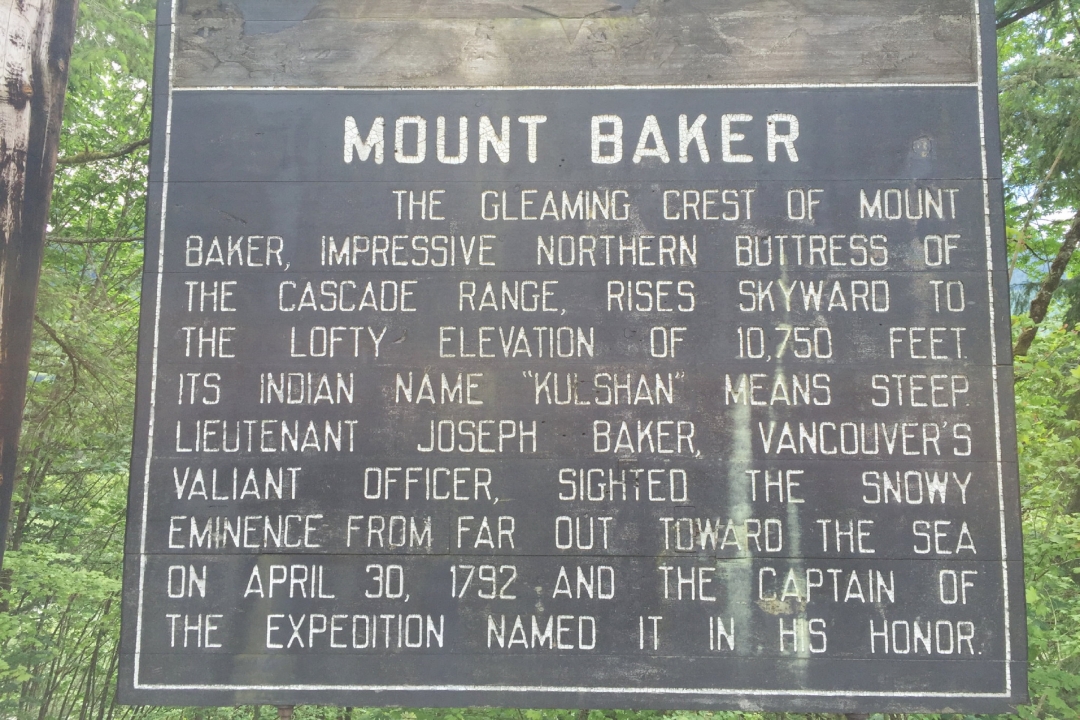 MOUNT BAKER
THE GLEAMING CREST OF MOUNT
BAKER, IMPRESSIVE NORTHERN BUTTRESS OF
THE CASCADE RANGE, RISES SKYWARD TO
THE LOFTY ELEVATION OF 10,750 FEET.
ITS INDIAN NAME "KULSHAN" MEANS STEEP.
LIEUTENANT JOSEPH BAKER, VANCOUVER'S
VALIANT OFFICER, SIGHTED THE SNOWY
EMINENCE FROM FAR OUT TOWARD THE SEA
ON APRIL 30, 1792 AND THE CAPTAIN OF
THE EXPEDITION NAMED IT IN HIS HONOR.